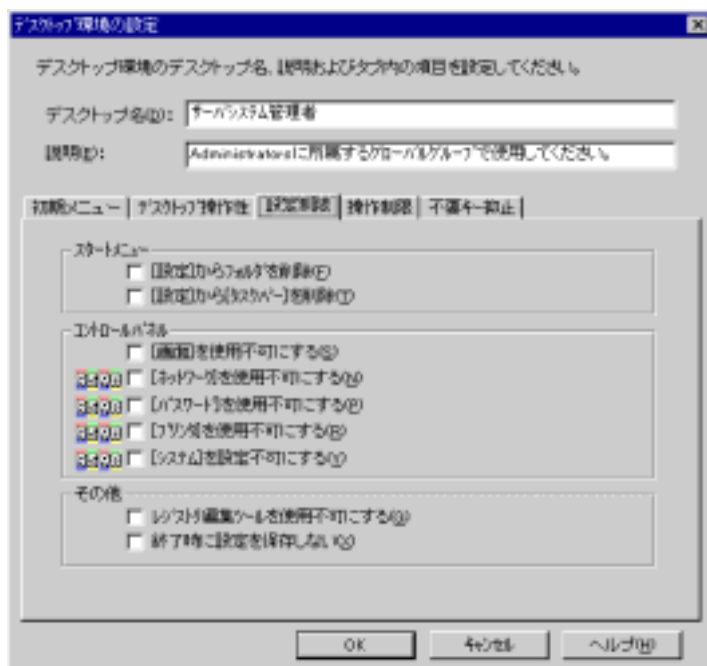 デスクトップ環境の設定
デスクトップ環境のデスクトップ名、説明およびタブ内の項目を設定してください。
デスクトップ名(D): サーバシステム管理者
説明(E): Administratorsに所属するグローバルグループで使用してください。
初期メニュー デスクトップ操作性 設定制限 操作制限 不要キー抑止
スタートメニュー
[設定]からフォルダを削除(F)
[設定]から[タスクバー]を削除(T)
コントロールパネル
[画面]を使用不可にする(S)
[ネットワーク]を使用不可にする(N)
[パスワード]を使用不可にする(P)
[プリンタ]を使用不可にする(R)
[システム]を設定不可にする(Y)
その他
レジストリ編集ツールを使用不可にする(G)
終了時に設定を保存しない(X)
OK キャンセル ヘルプ(H)